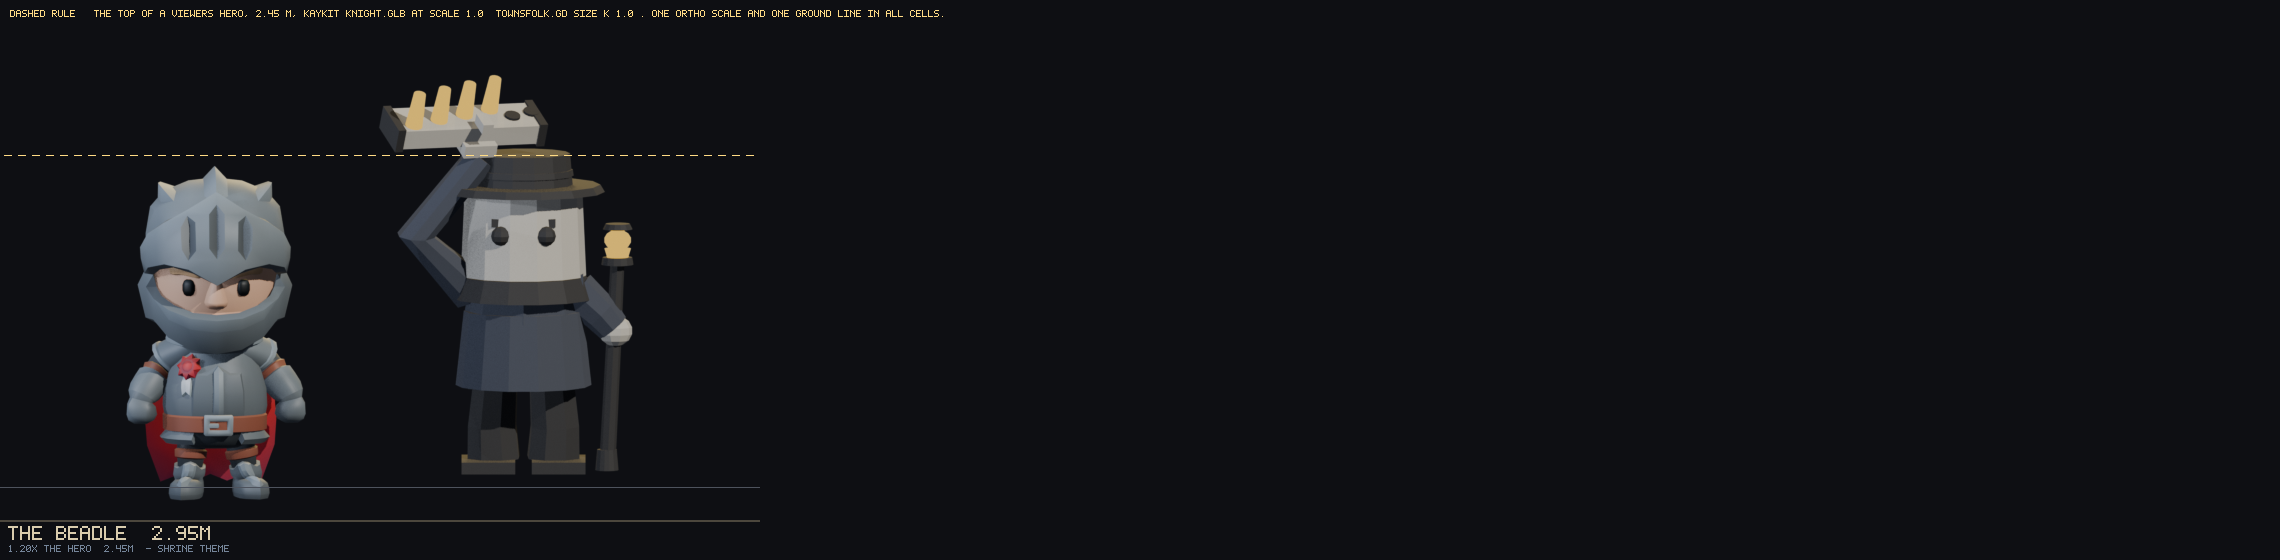 DASHED RULE   THE TOP OF A VIEWERS HERO, 2.45 M, KAYKIT KNIGHT.GLB AT SCALE 1.0  TOWNSFOLK.GD SIZE K 1.0 . ONE ORTHO SCALE AND ONE GROUND LINE IN ALL CELLS.
THE BEADLE  2.95M
1.20X THE HERO  2.45M  - SHRINE THEME